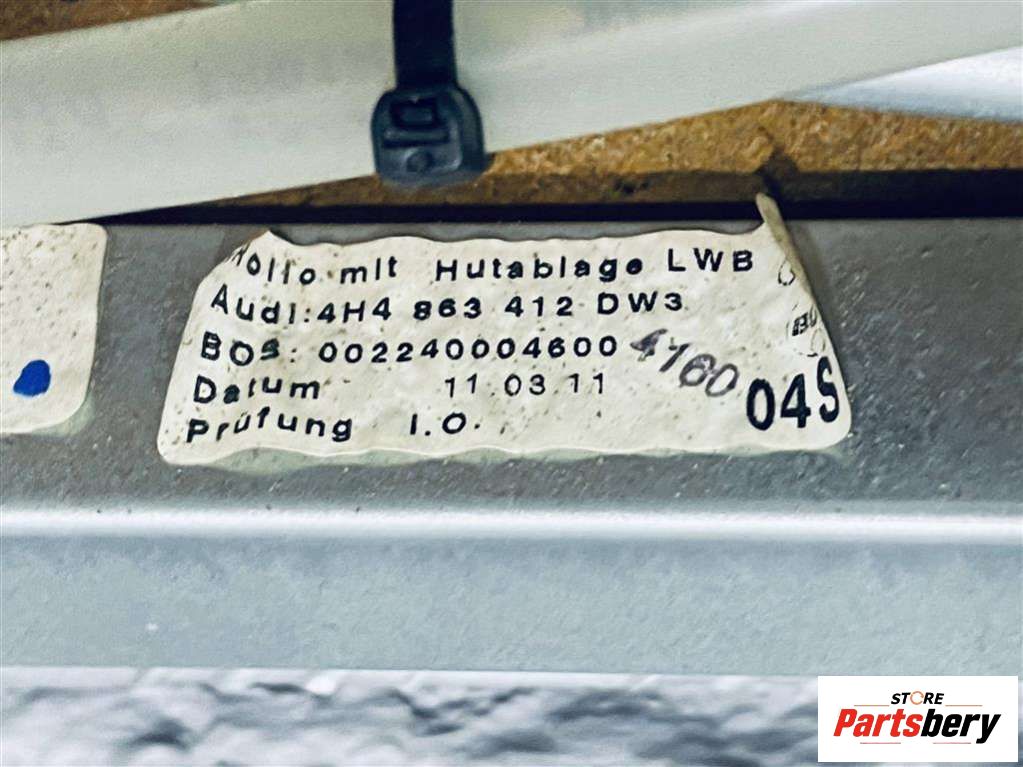 Rollo mit Hutablage LWB
Audi: 4H4 863 412 DW3
BOS: 002240004600
4160
Datum 11.03.11
04S
Prüfung I.O.
STORE
Partsbery